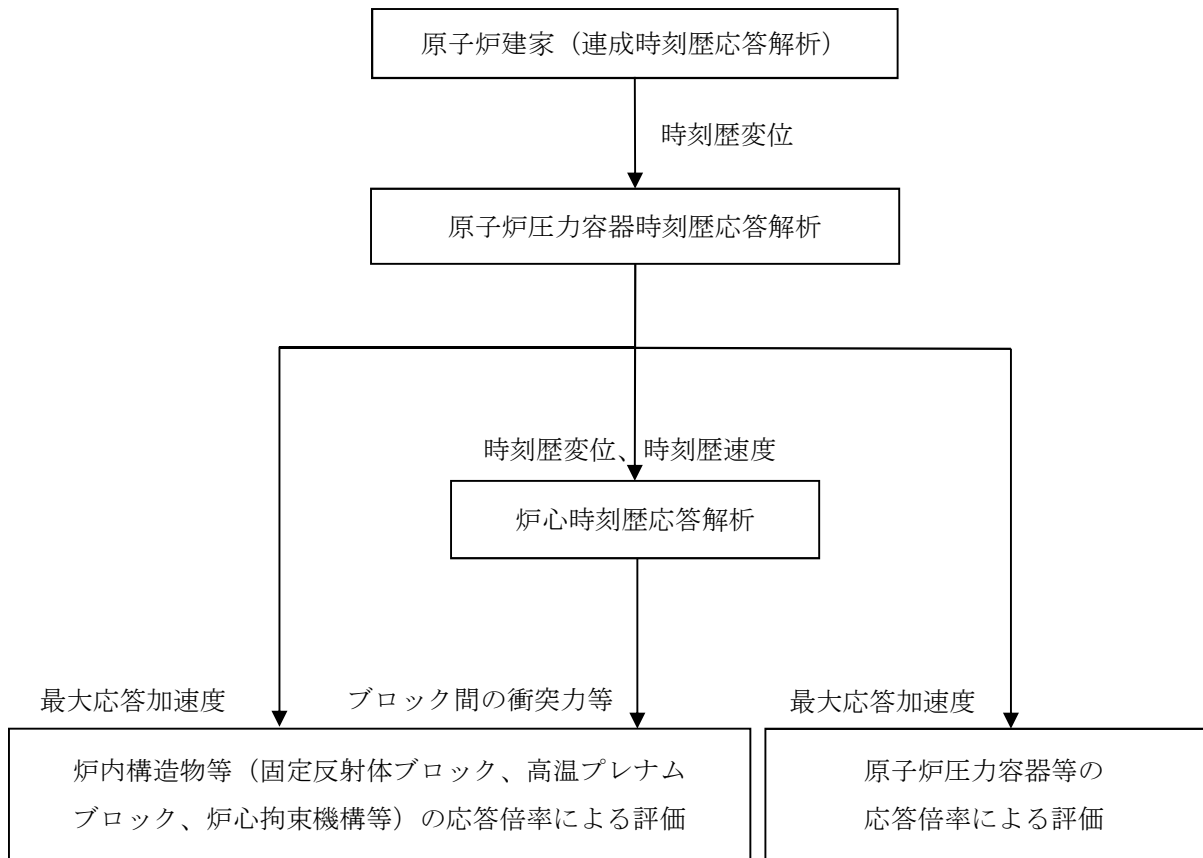 原子炉建家（連成時刻歴応答解析）
時刻歴変位
原子炉圧力容器時刻歴応答解析
時刻歴変位、時刻歴速度
炉心時刻歴応答解析
最大応答加速度
ブロック間の衝突力等
最大応答加速度
炉内構造物等（固定反射体ブロック、高温プレナム
ブロック、炉心拘束機構等）の応答倍率による評価
原子炉圧力容器等の
応答倍率による評価